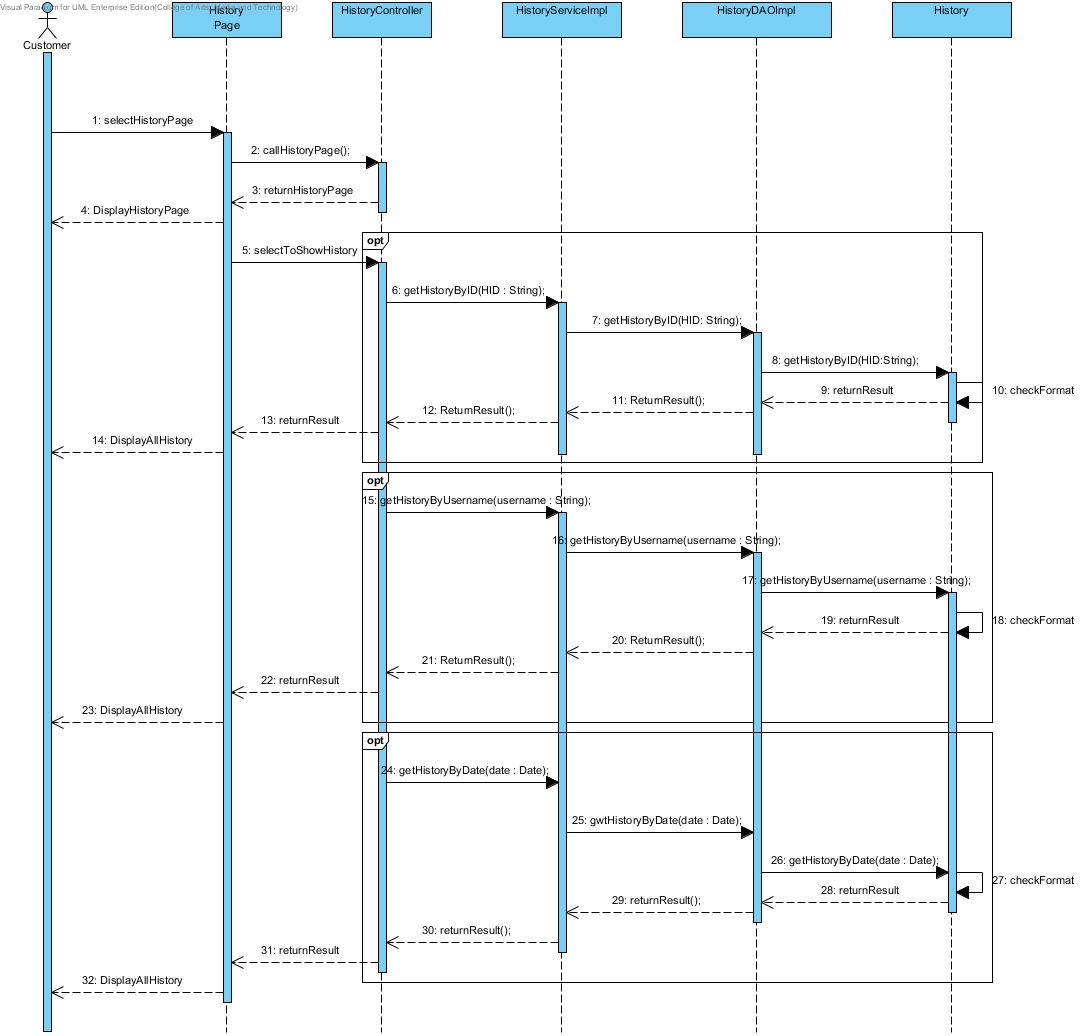 Visual Paradigm for UML Enterprise Edition(College of Arts, Media and Technology)
Customer
History
Page
HistoryController
HistoryServiceImpl
HistoryDAOImpl
History
1: selectHistoryPage
2: callHistoryPage();
3: returnHistoryPage
4: DisplayHistoryPage
opt
5: selectToShowHistory
6: getHistoryByID(HID : String);
7: getHistoryByID(HID: String);
8: getHistoryByID(HID:String);
9: returnResult
10: checkFormat
11: ReturnResult();
12: ReturnResult();
13: returnResult
14: DisplayAllHistory
opt
15: getHistoryByUsername(username : String);
16: getHistoryByUsername(username : String);
17: getHistoryByUsername(username : String);
18: checkFormat
19: returnResult
20: ReturnResult();
21: ReturnResult();
22: returnResult
23: DisplayAllHistory
opt
24: getHistoryByDate(date : Date);
25: gwtHistoryByDate(date : Date);
26: getHistoryByDate(date : Date);
27: checkFormat
28: returnResult
29: returnResult();
30: returnResult();
31: returnResult
32: DisplayAllHistory